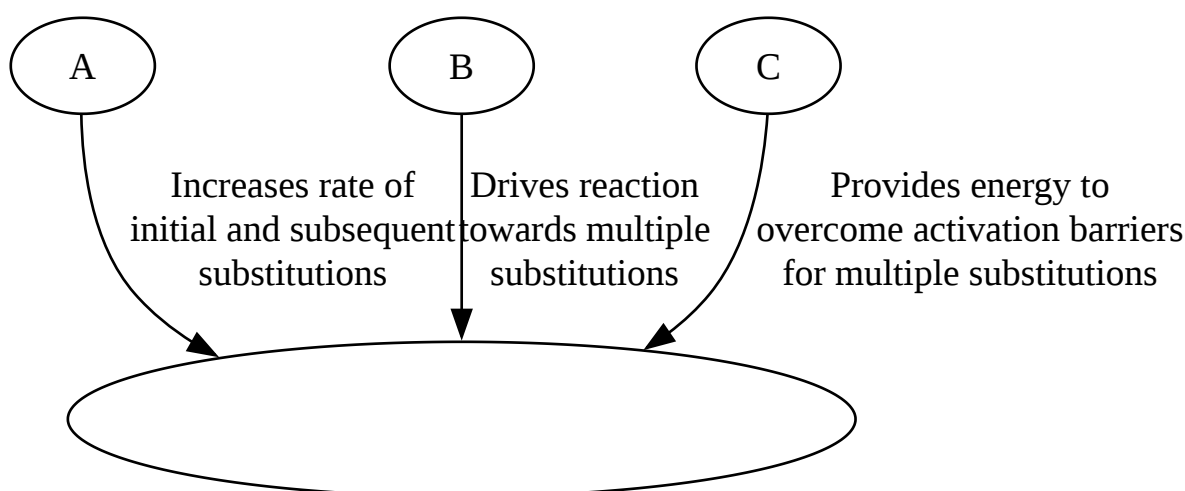 A
B
C
Increases rate of
initial and subsequent
substitutions
Drives reaction
towards multiple
substitutions
Provides energy to
overcome activation barriers
for multiple substitutions